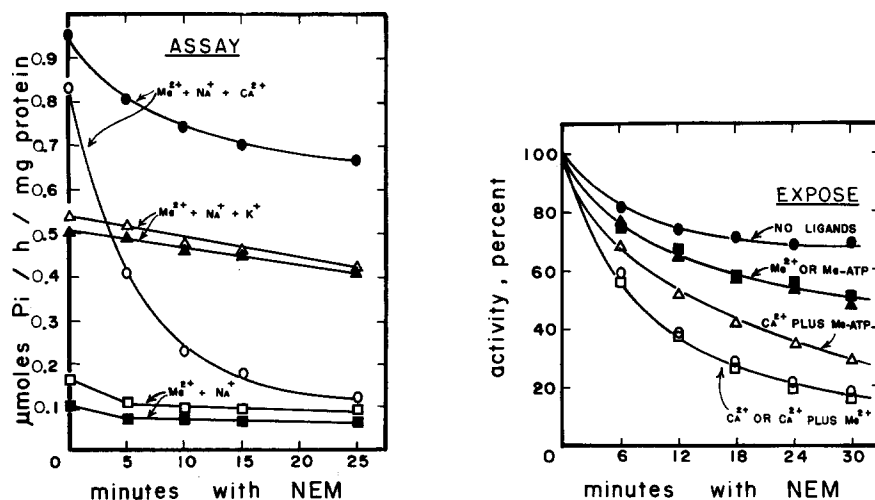 ASSAY
0.9
0.8
0.7
0.6
0.5
0.4
0.3
0.2
0.1
μmoles Pi / h / mg protein
Mg²⁺ + Na⁺ + Ca²⁺
Mg²⁺ + Na⁺ + K⁺
Mg²⁺ + Na⁺
0 5 10 15 20 25
minutes with NEM
EXPOSE
100
80
60
40
20
activity, percent
NO LIGANDS
Mg²⁺ OR Mg-ATP
Ca²⁺ PLUS Mg-ATP
Ca²⁺ OR Ca²⁺ PLUS Mg²⁺
0 6 12 18 24 30
minutes with NEM